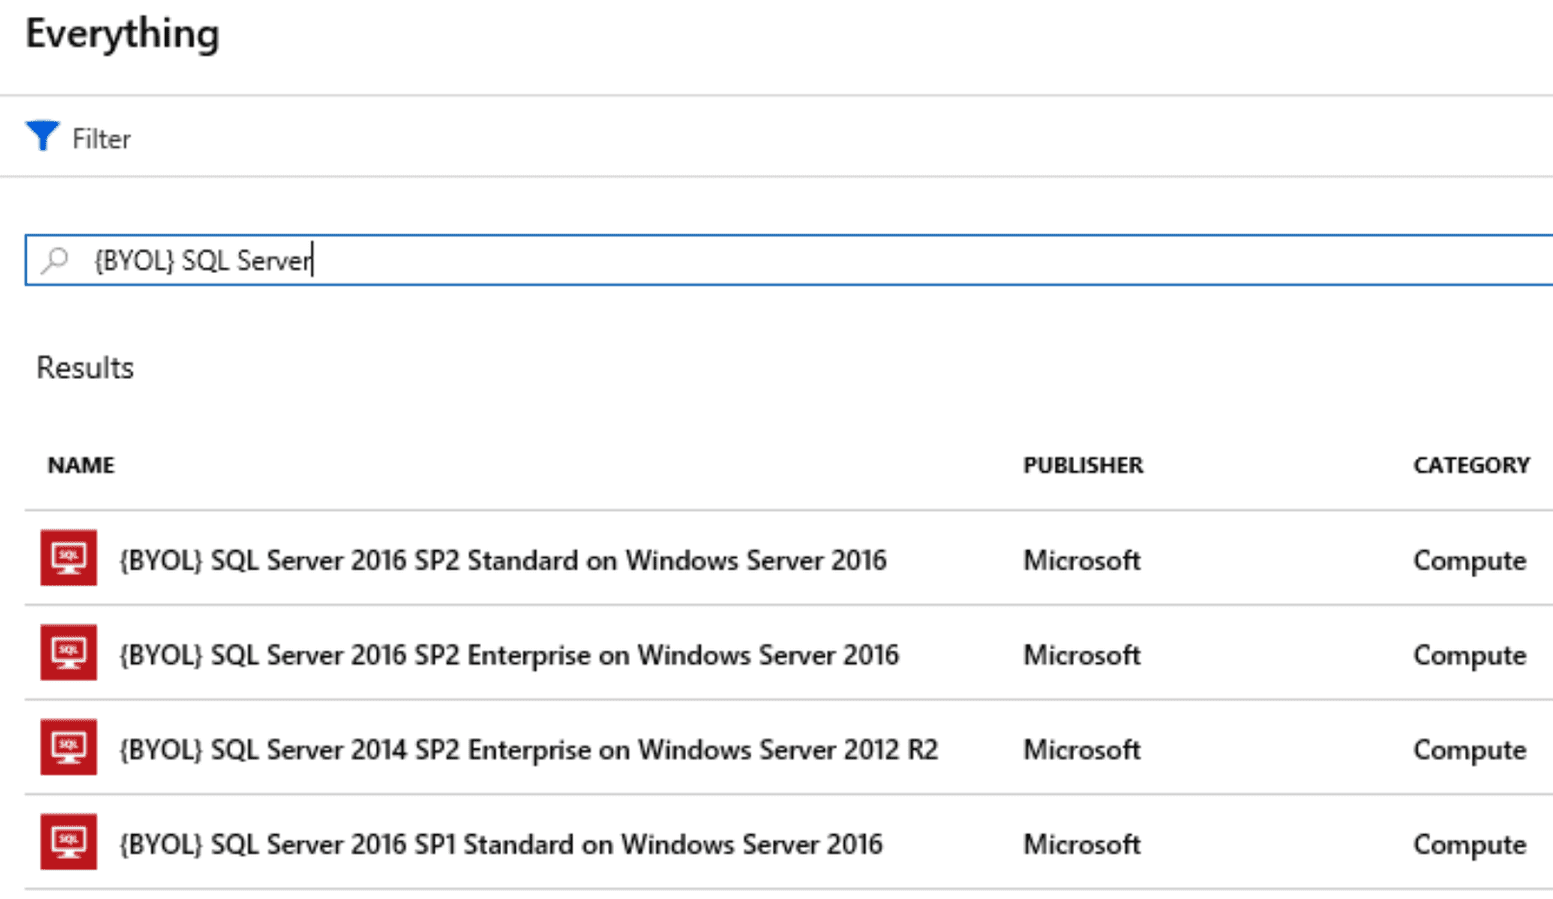 Everything
Filter
{BYOL} SQL Server
Results
NAME PUBLISHER CATEGORY
SQL {BYOL} SQL Server 2016 SP2 Standard on Windows Server 2016 Microsoft Compute
SQL {BYOL} SQL Server 2016 SP2 Enterprise on Windows Server 2016 Microsoft Compute
SQL {BYOL} SQL Server 2014 SP2 Enterprise on Windows Server 2012 R2 Microsoft Compute
SQL {BYOL} SQL Server 2016 SP1 Standard on Windows Server 2016 Microsoft Compute